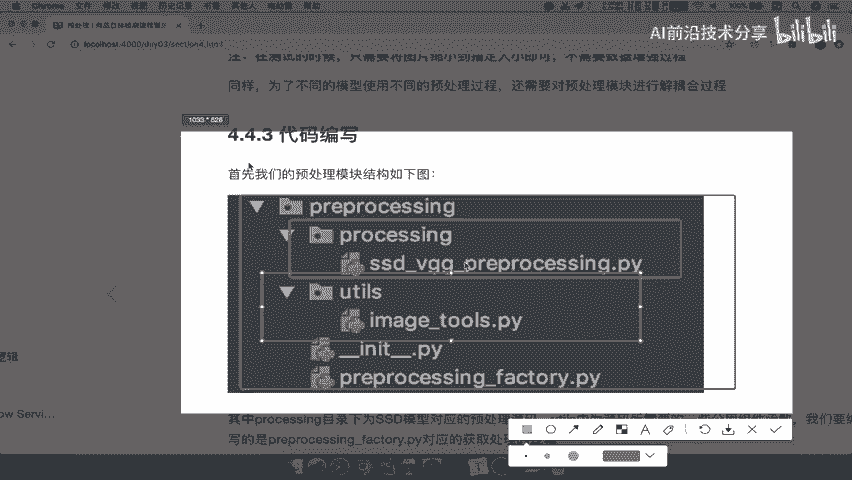 Chrome
AI前沿技术分享 bilibili
localhost:4000/day03/section4.html
注：在测试的时候，只需要将图片缩小到指定大小即可，不需要数据增强过程
同样，为了不同的模型使用不同的预处理过程，还需要对预处理模块进行解耦合过程
1033 * 526
4.4.3 代码编写
首先我们的预处理模块结构如下图：
preprocessing
processing
ssd_vgg_preprocessing.py
utils
image_tools.py
__init__.py
preprocessing_factory.py
逻辑
ow Servi...
其中processing目录下为SSD模型对应的预处理
我们要编
写的是preprocessing_factory.py对应的获取处理